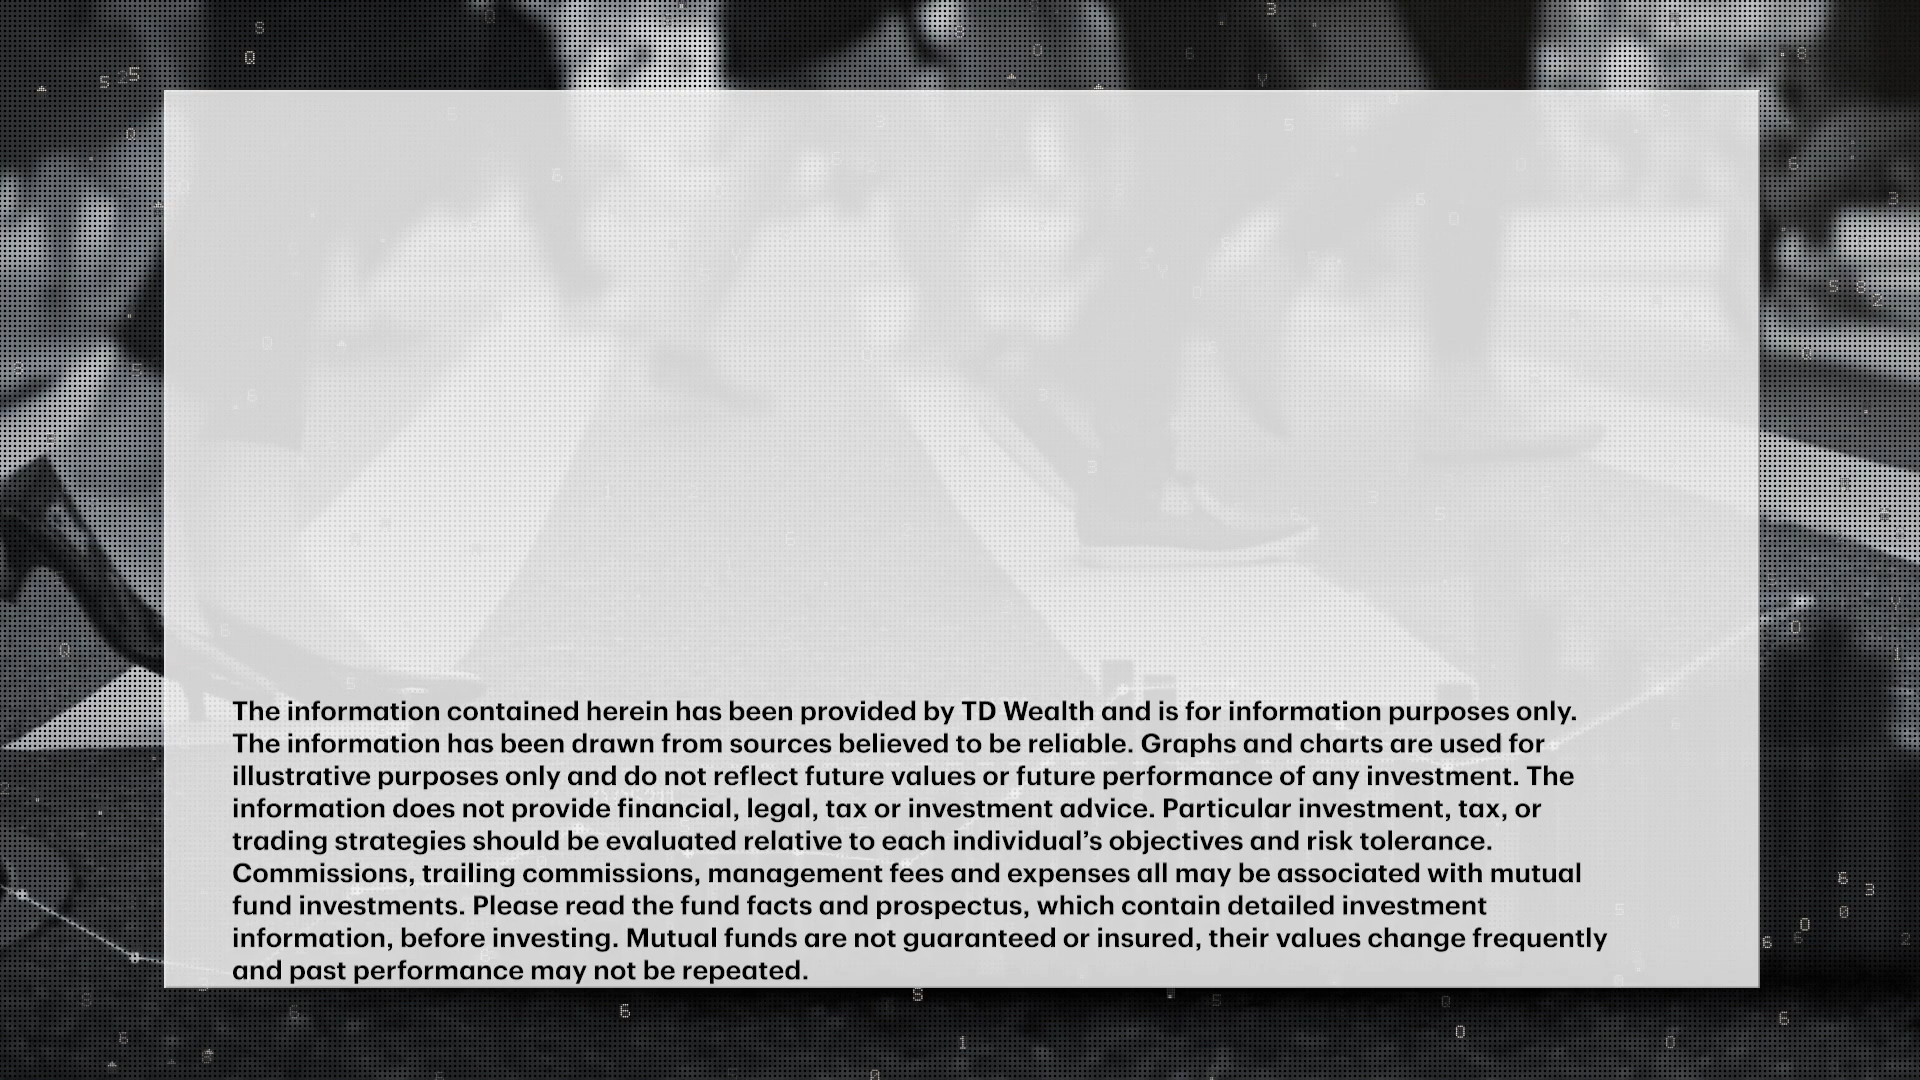 The information contained herein has been provided by TD Wealth and is for information purposes only.
The information has been drawn from sources believed to be reliable. Graphs and charts are used for
illustrative purposes only and do not reflect future values or future performance of any investment. The
information does not provide financial, legal, tax or investment advice. Particular investment, tax, or
trading strategies should be evaluated relative to each individual’s objectives and risk tolerance.
Commissions, trailing commissions, management fees and expenses all may be associated with mutual
fund investments. Please read the fund facts and prospectus, which contain detailed investment
information, before investing. Mutual funds are not guaranteed or insured, their values change frequently
and past performance may not be repeated.